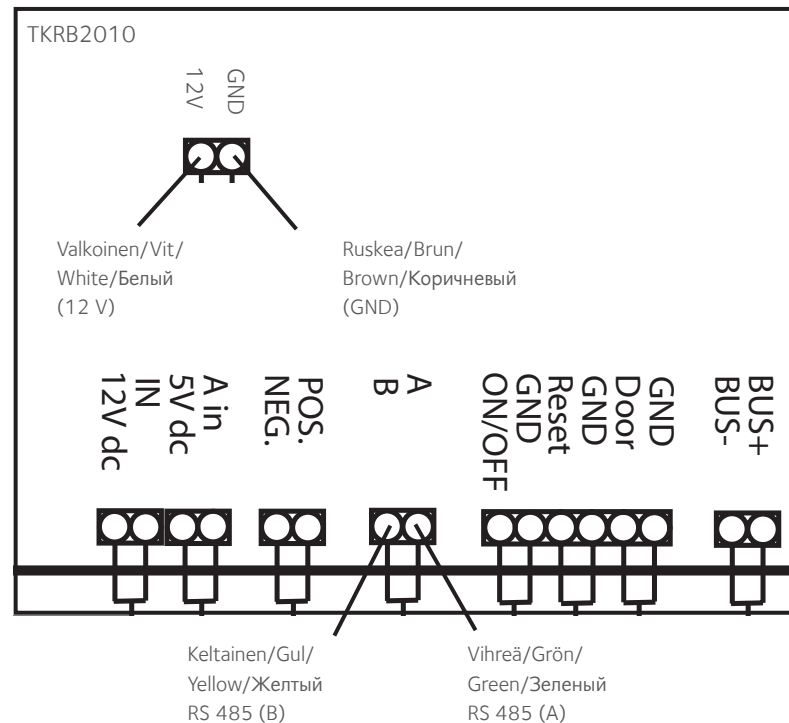 TKRB2010
12V
GND
Valkoinen/Vit/
White/Белый
(12 V)
Ruskea/Brun/
Brown/Коричневый
(GND)
12V dc
IN
5V dc
A in
NEG.
POS.
B
A
ON/OFF
GND
Reset
GND
Door
GND
BUS-
BUS+
Keltainen/Gul/
Yellow/Желтый
RS 485 (B)
Vihreä/Grön/
Green/Зеленый
RS 485 (A)